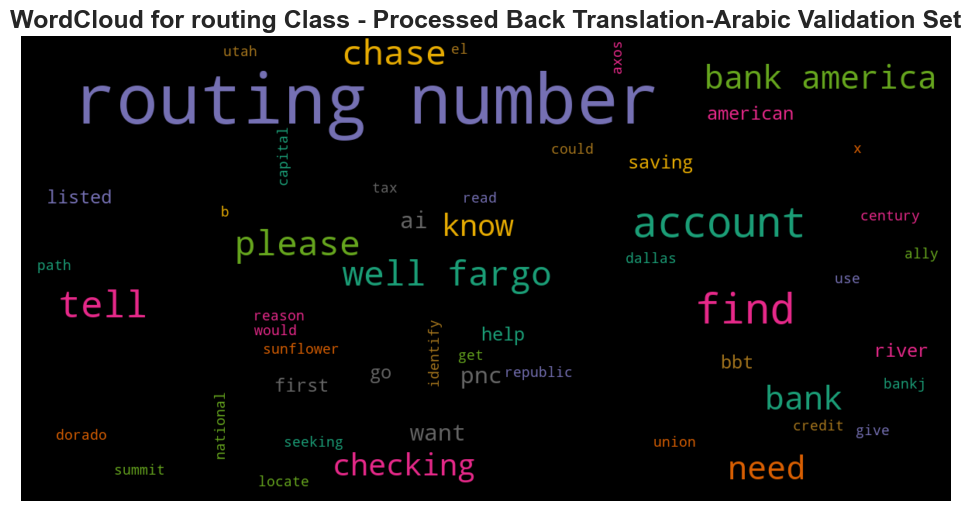 WordCloud for routing Class - Processed Back Translation-Arabic Validation Set
utah
chase
el
axos
bank america
routing number
american
capital
could
x
saving
tax
read
listed
b
ai
know
century
account
please
ally
path
dallas
well fargo
use
tell
find
reason
would
help
identify
sunflower
get
river
bbt
go
pnc
republic
first
bankj
bank
national
credit
give
dorado
want
seeking
union
checking
need
summit
locate